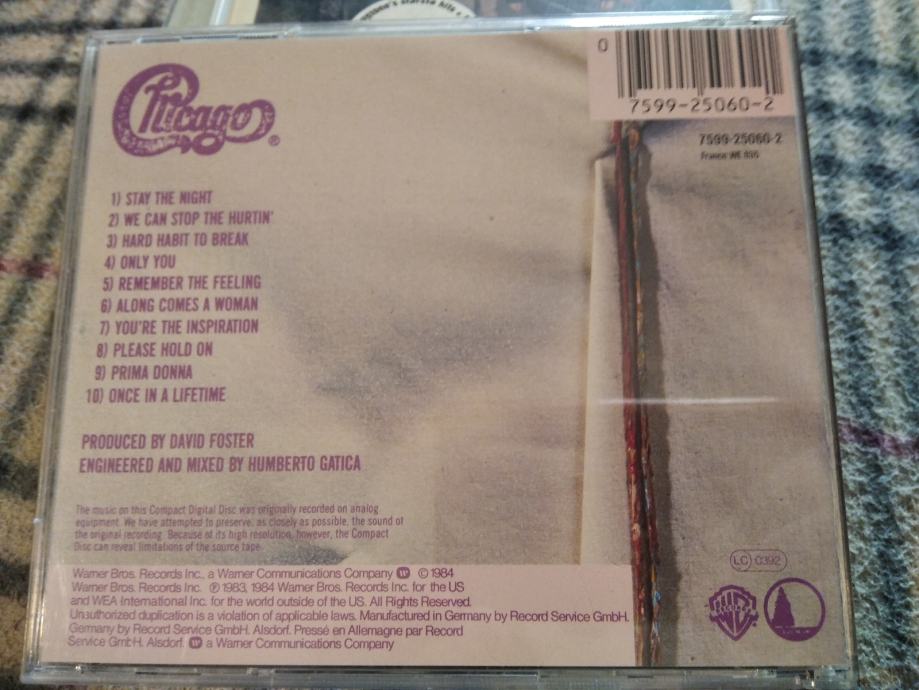 Chicago®
0
7599-25060-2
7599-25060-2
France WE 835
1) STAY THE NIGHT
2) WE CAN STOP THE HURTIN'
3) HARD HABIT TO BREAK
4) ONLY YOU
5) REMEMBER THE FEELING
6) ALONG COMES A WOMAN
7) YOU'RE THE INSPIRATION
8) PLEASE HOLD ON
9) PRIMA DONNA
10) ONCE IN A LIFETIME
PRODUCED BY DAVID FOSTER
ENGINEERED AND MIXED BY HUMBERTO GATICA
The music on this Compact Digital Disc was originally recorded on analog
equipment. We have attempted to preserve, as closely as possible, the sound of
the original recording. Because of its high resolution, however, the Compact
Disc can reveal limitations of the source tape.
LC 0392
Warner Bros. Records Inc., a Warner Communications Company © 1984
Warner Bros. Records Inc. ℗ 1983, 1984 Warner Bros. Records Inc. for the US
and WEA International Inc. for the world outside of the US. All Rights Reserved.
Unauthorized duplication is a violation of applicable laws. Manufactured in Germany by Record Service GmbH.
Germany by Record Service GmbH. Alsdorf. Pressé en Allemagne par Record
Service GmbH. Alsdorf. a Warner Communications Company